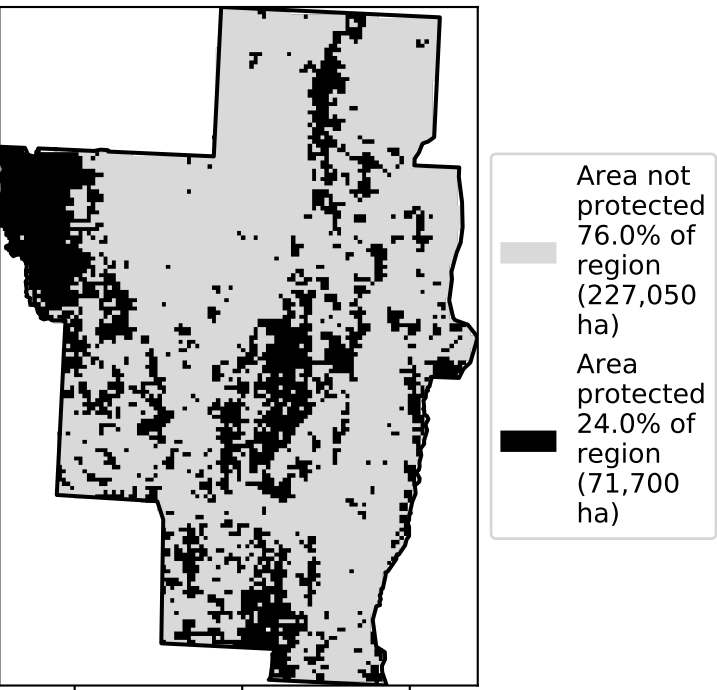 Area not
protected
76.0% of
region
(227,050
ha)
Area
protected
24.0% of
region
(71,700
ha)